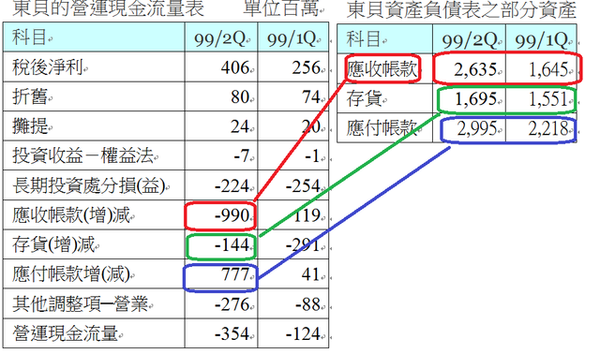 東貝的營運現金流量表 單位百萬
科目 99/2Q 99/1Q
稅後淨利 406 256
折舊 80 74
攤提 24 20
投資收益－權益法 -7 -1
長期投資處分損(益) -224 -254
應收帳款(增)減 -990 119
存貨(增)減 -144 -291
應付帳款增(減) 777 41
其他調整項─營業 -276 -88
營運現金流量 -354 -124
東貝資產負債表之部分資產
科目 99/2Q 99/1Q
應收帳款 2,635 1,645
存貨 1,695 1,551
應付帳款 2,995 2,218